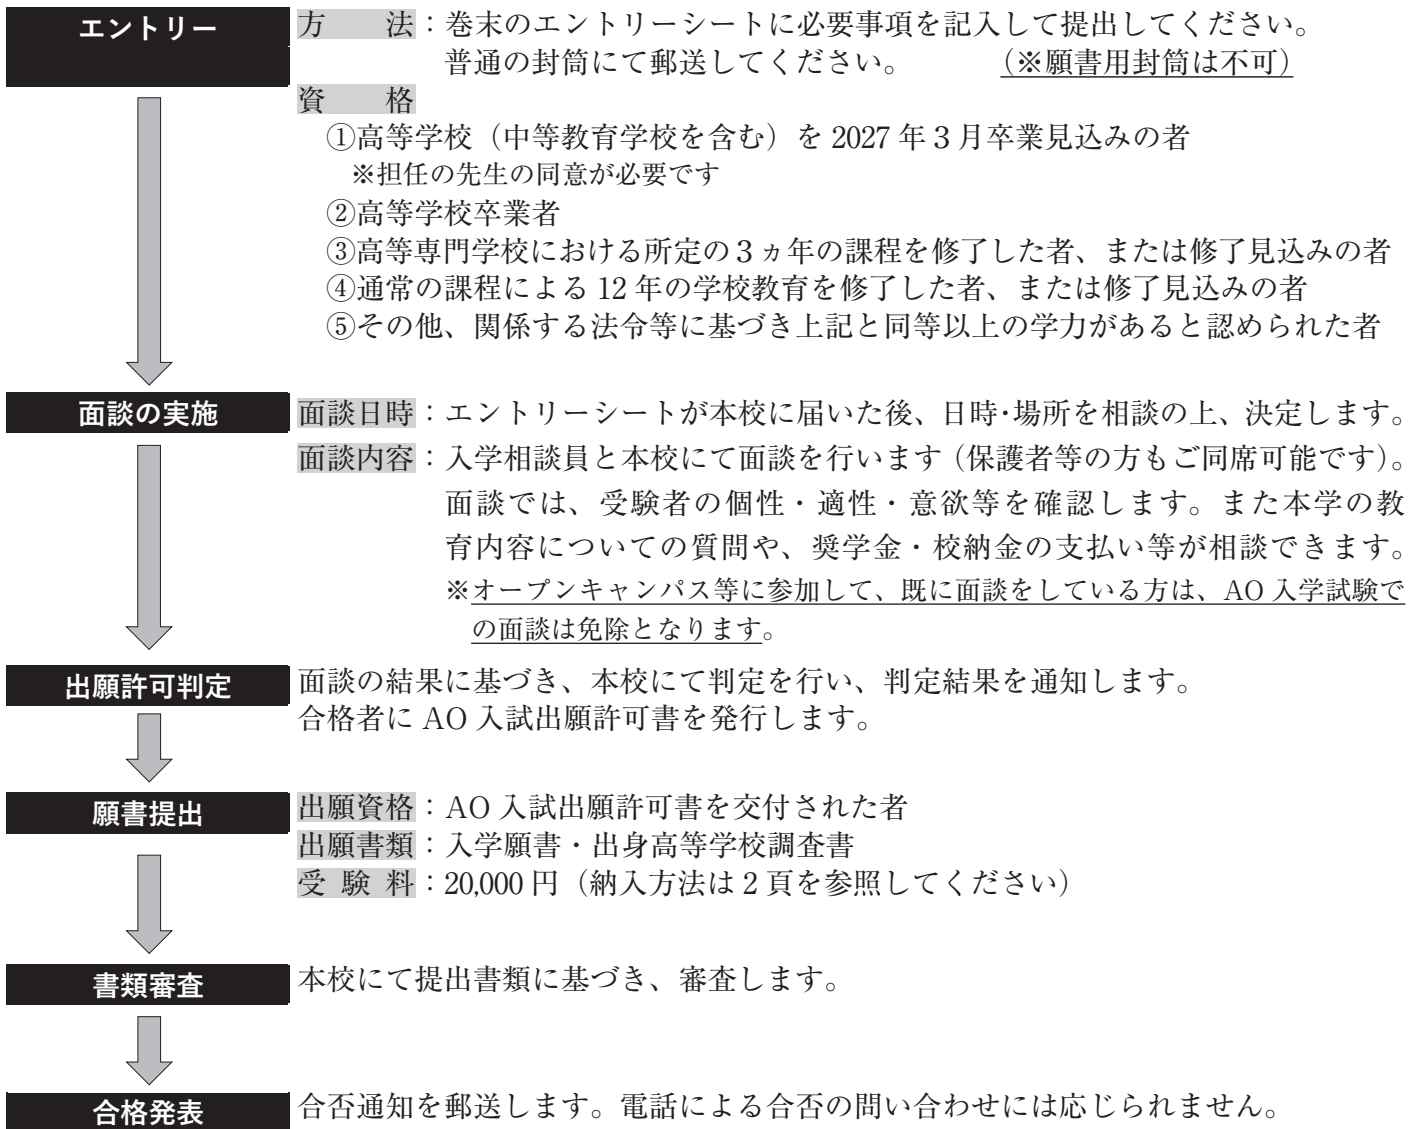 エントリー
方　　法：巻末のエントリーシートに必要事項を記入して提出してください。
普通の封筒にて郵送してください。　　（※願書用封筒は不可）
資　　格
①高等学校（中等教育学校を含む）を 2027 年３月卒業見込みの者
※担任の先生の同意が必要です
②高等学校卒業者
③高等専門学校における所定の３ヵ年の課程を修了した者、または修了見込みの者
④通常の課程による 12 年の学校教育を修了した者、または修了見込みの者
⑤その他、関係する法令等に基づき上記と同等以上の学力があると認められた者
面談の実施
面談日時：エントリーシートが本校に届いた後、日時・場所を相談の上、決定します。
面談内容：入学相談員と本校にて面談を行います（保護者等の方もご同席可能です）。
面談では、受験者の個性・適性・意欲等を確認します。また本学の教
育内容についての質問や、奨学金・校納金の支払い等が相談できます。
※オープンキャンパス等に参加して、既に面談をしている方は、AO 入学試験で
の面談は免除となります。
出願許可判定
面談の結果に基づき、本校にて判定を行い、判定結果を通知します。
合格者に AO 入試出願許可書を発行します。
願書提出
出願資格：AO 入試出願許可書を交付された者
出願書類：入学願書・出身高等学校調査書
受 験 料：20,000 円（納入方法は２頁を参照してください）
書類審査
本校にて提出書類に基づき、審査します。
合格発表
合否通知を郵送します。電話による合否の問い合わせには応じられません。